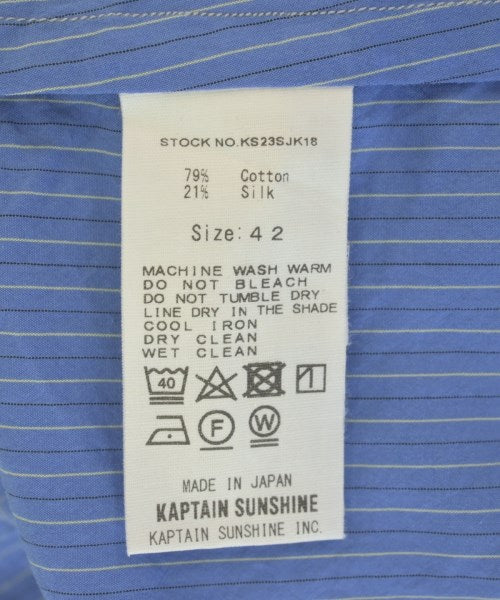 STOCK NO.KS23SJK18
79% Cotton
21% Silk
Size: 42
MACHINE WASH WARM
DO NOT BLEACH
DO NOT TUMBLE DRY
LINE DRY IN THE SHADE
COOL IRON
DRY CLEAN
WET CLEAN
40
F W
MADE IN JAPAN
KAPTAIN SUNSHINE
KAPTAIN SUNSHINE INC.